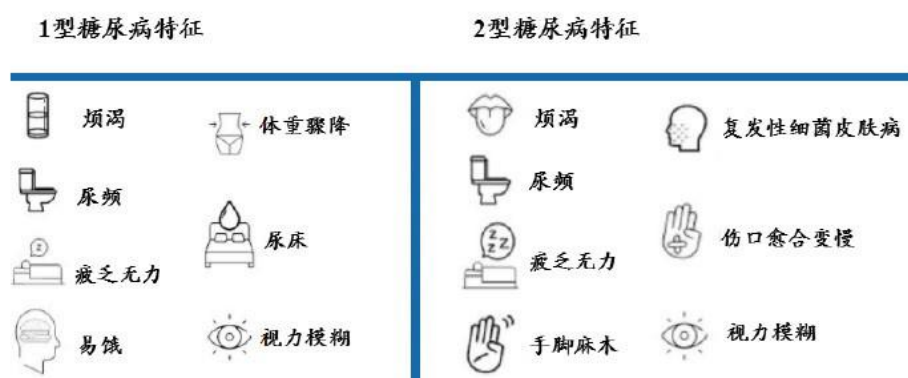 1型糖尿病特征
2型糖尿病特征
烦渴
体重骤降
尿频
尿床
疲乏无力
易饿
视力模糊
烦渴
复发性细菌皮肤病
尿频
伤口愈合变慢
疲乏无力
手脚麻木
视力模糊